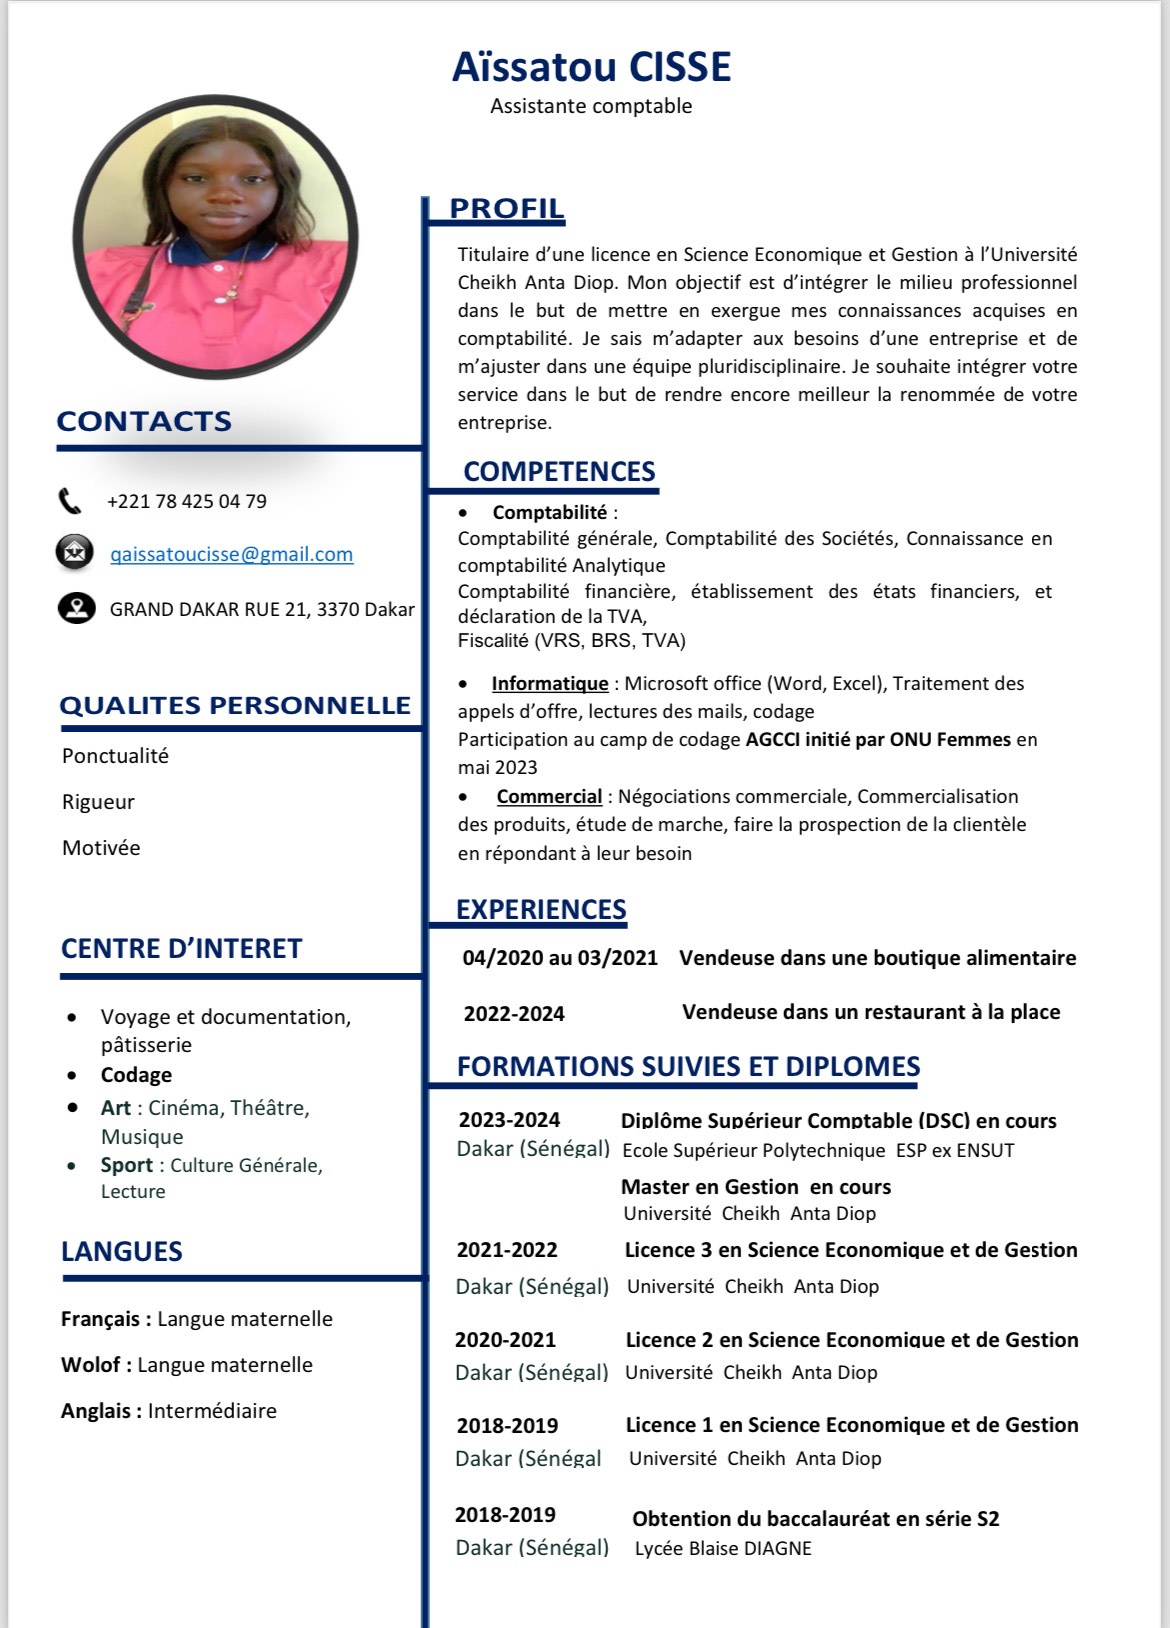 Aïssatou CISSE
Assistante comptable
CONTACTS
+221 78 425 04 79
qaissatoucisse@gmail.com
GRAND DAKAR RUE 21, 3370 Dakar
QUALITES PERSONNELLE
Ponctualité
Rigueur
Motivée
CENTRE D’INTERET
• Voyage et documentation,
pâtisserie
• Codage
• Art : Cinéma, Théâtre,
Musique
• Sport : Culture Générale,
Lecture
LANGUES
Français : Langue maternelle
Wolof : Langue maternelle
Anglais : Intermédiaire
PROFIL
Titulaire d’une licence en Science Economique et Gestion à l’Université
Cheikh Anta Diop. Mon objectif est d’intégrer le milieu professionnel
dans le but de mettre en exergue mes connaissances acquises en
comptabilité. Je sais m’adapter aux besoins d’une entreprise et de
m’ajuster dans une équipe pluridisciplinaire. Je souhaite intégrer votre
service dans le but de rendre encore meilleur la renommée de votre
entreprise.
COMPETENCES
• Comptabilité :
Comptabilité générale, Comptabilité des Sociétés, Connaissance en
comptabilité Analytique
Comptabilité financière, établissement des états financiers, et
déclaration de la TVA,
Fiscalité (VRS, BRS, TVA)
• Informatique : Microsoft office (Word, Excel), Traitement des
appels d’offre, lectures des mails, codage
Participation au camp de codage AGCCI initié par ONU Femmes en
mai 2023
• Commercial : Négociations commerciale, Commercialisation
des produits, étude de marche, faire la prospection de la clientèle
en répondant à leur besoin
EXPERIENCES
04/2020 au 03/2021 Vendeuse dans une boutique alimentaire
2022-2024 Vendeuse dans un restaurant à la place
FORMATIONS SUIVIES ET DIPLOMES
2023-2024 Diplôme Supérieur Comptable (DSC) en cours
Dakar (Sénégal) Ecole Supérieur Polytechnique ESP ex ENSUT
Master en Gestion en cours
Université Cheikh Anta Diop
2021-2022 Licence 3 en Science Economique et de Gestion
Dakar (Sénégal) Université Cheikh Anta Diop
2020-2021 Licence 2 en Science Economique et de Gestion
Dakar (Sénégal) Université Cheikh Anta Diop
2018-2019 Licence 1 en Science Economique et de Gestion
Dakar (Sénégal Université Cheikh Anta Diop
2018-2019 Obtention du baccalauréat en série S2
Dakar (Sénégal) Lycée Blaise DIAGNE